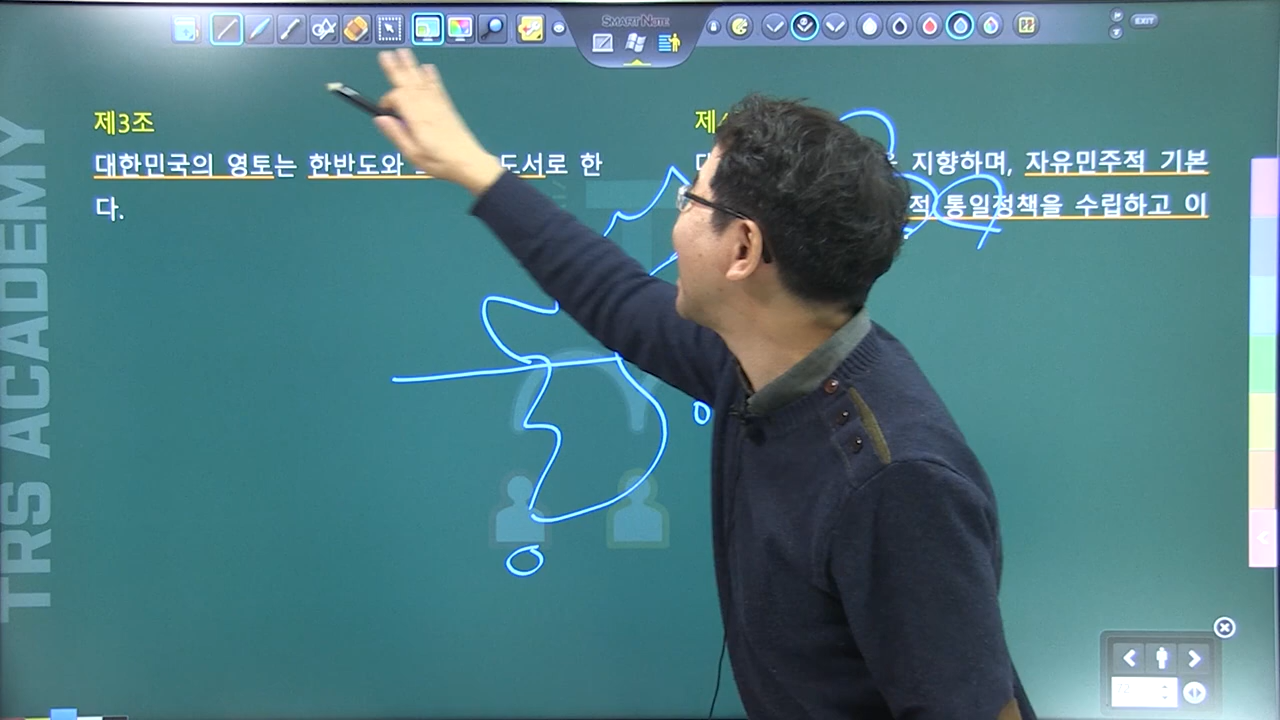 SMARTNOTE
EXIT
제3조
대한민국의 영토는 한반도와 도서로 한
다.
제
지향하며, 자유민주적 기본
적 통일정책을 수립하고 이
TRS ACADEMY